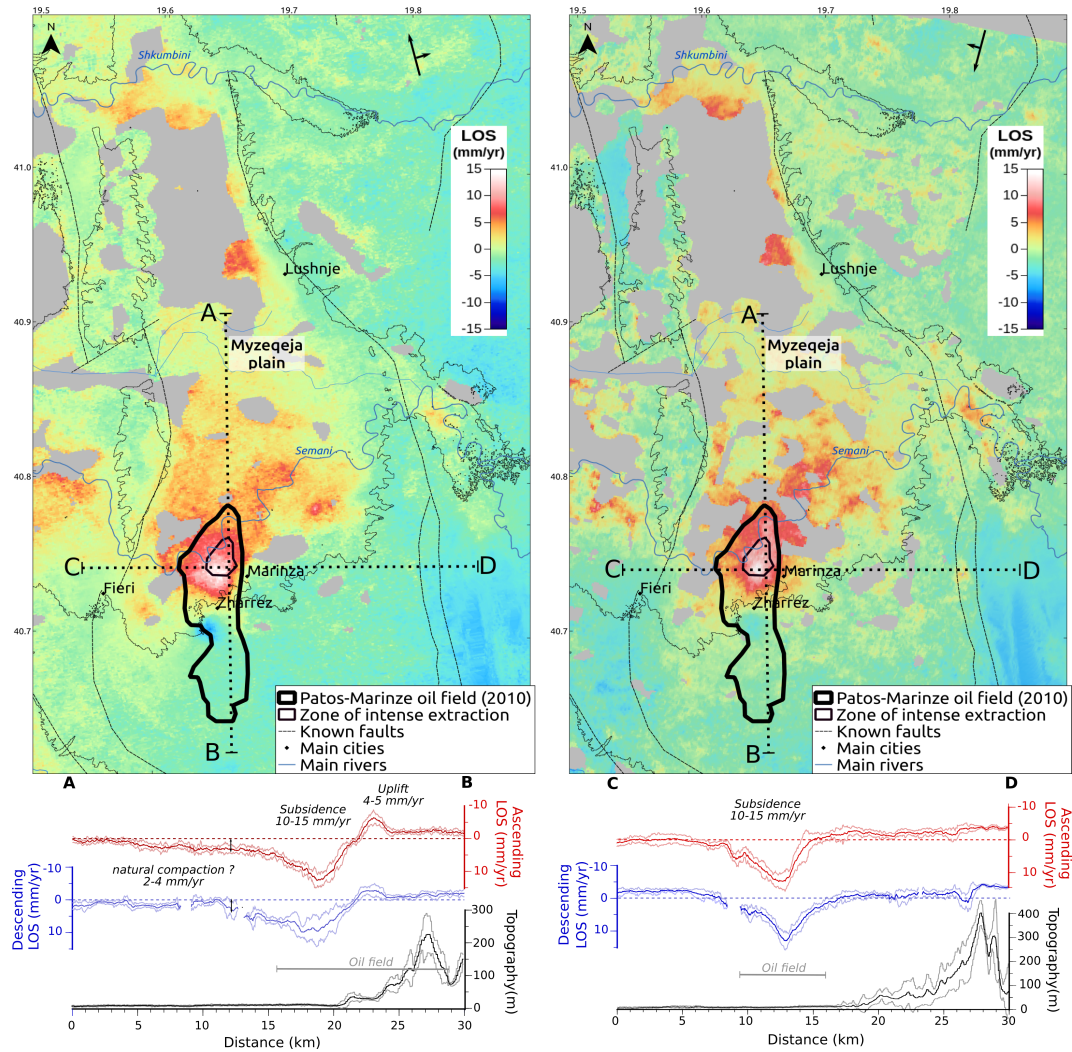 19.5
19.6
19.7
19.8
N
Shkumbini
LOS
(mm/yr)
15
10
5
0
-5
-10
-15
41.0
Lushnje
40.9
A
Myzeqeja
plain
40.8
Semani
C
D
Marinza
Fieri
Zharrez
40.7
B
Patos-Marinze oil field (2010)
Zone of intense extraction
Known faults
Main cities
Main rivers
19.5
19.6
19.7
19.8
N
Shkumbini
LOS
(mm/yr)
15
10
5
0
-5
-10
-15
41.0
Lushnje
40.9
A
Myzeqeja
plain
40.8
Semani
C
D
Marinza
Fieri
Zharrez
40.7
B
Patos-Marinze oil field (2010)
Zone of intense extraction
Known faults
Main cities
Main rivers
A
B
Uplift
4-5 mm/yr
Subsidence
10-15 mm/yr
-10
0
10
Ascending
LOS (mm/yr)
natural compaction ?
2-4 mm/yr
-10
0
10
Descending
LOS (mm/yr)
300
200
100
0
Topography(m)
Oil field
0
5
10
15
20
25
30
Distance (km)
C
D
Subsidence
10-15 mm/yr
-10
0
10
Ascending
LOS (mm/yr)
-10
0
10
Descending
LOS (mm/yr)
400
300
200
100
0
Topography(m)
Oil field
0
5
10
15
20
25
30
Distance (km)